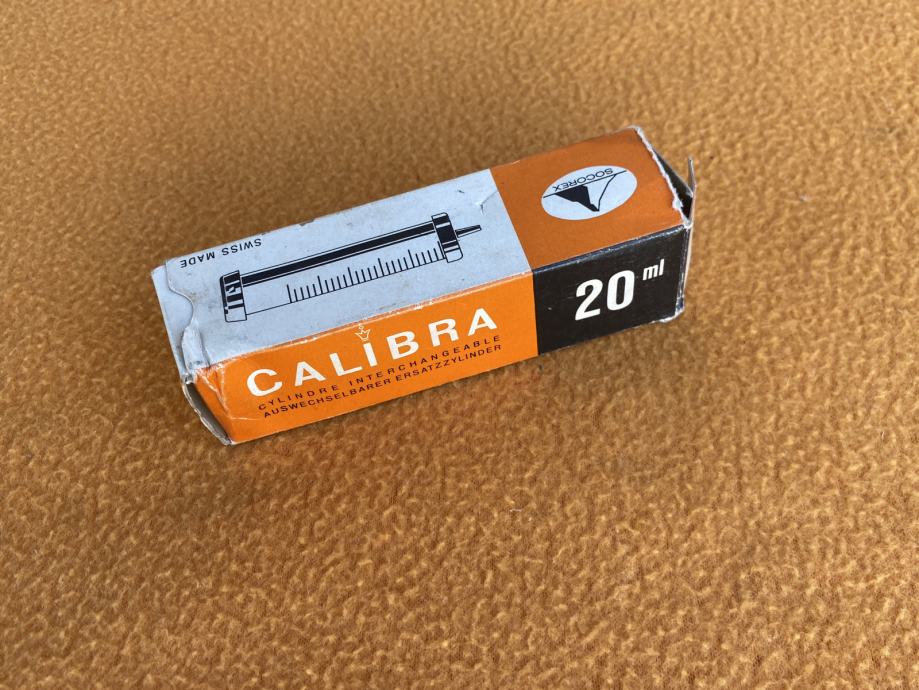 SOCOREX
SWISS MADE
20 ml
CALIBRA
CYLINDRE INTERCHANGEABLE
AUSWECHSELBARER ERSATZZYLINDER